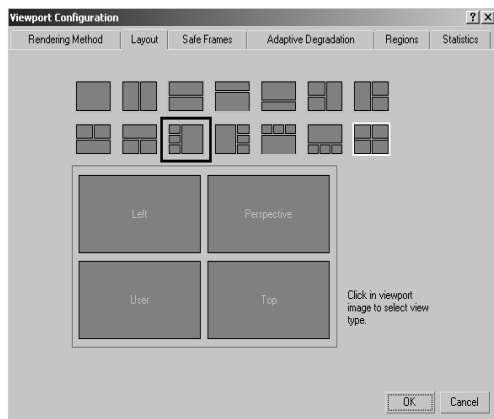 Viewport Configuration
? X
Rendering Method Layout Safe Frames Adaptive Degradation Regions Statistics
Left Perspective
User Top
Click in viewport
image to select view
type.
OK Cancel